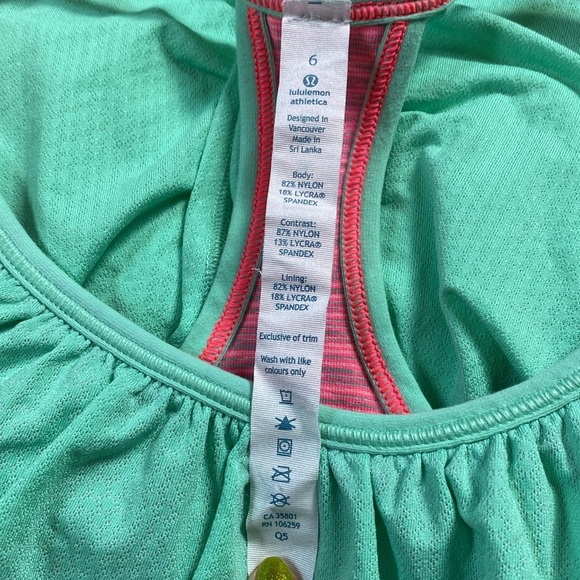 6
lululemon
athletica
Designed in
Vancouver
Made in
Sri Lanka
Body:
82% NYLON
18% LYCRA®
SPANDEX
Contrast:
87% NYLON
13% LYCRA®
SPANDEX
Lining:
82% NYLON
18% LYCRA®
SPANDEX
Exclusive of trim
Wash with like
colours only
CA 35801
RN 106259
Q5